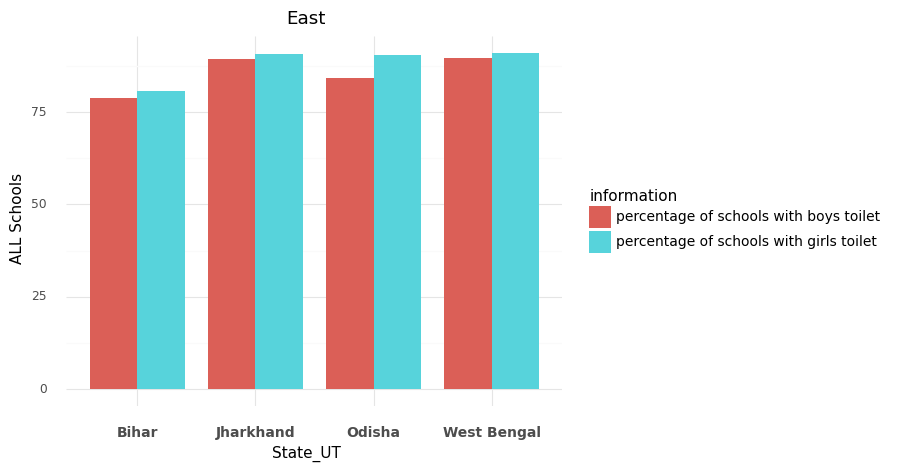 East
ALL Schools
75
50
25
0
Bihar Jharkhand Odisha West Bengal
State_UT
information
percentage of schools with boys toilet
percentage of schools with girls toilet